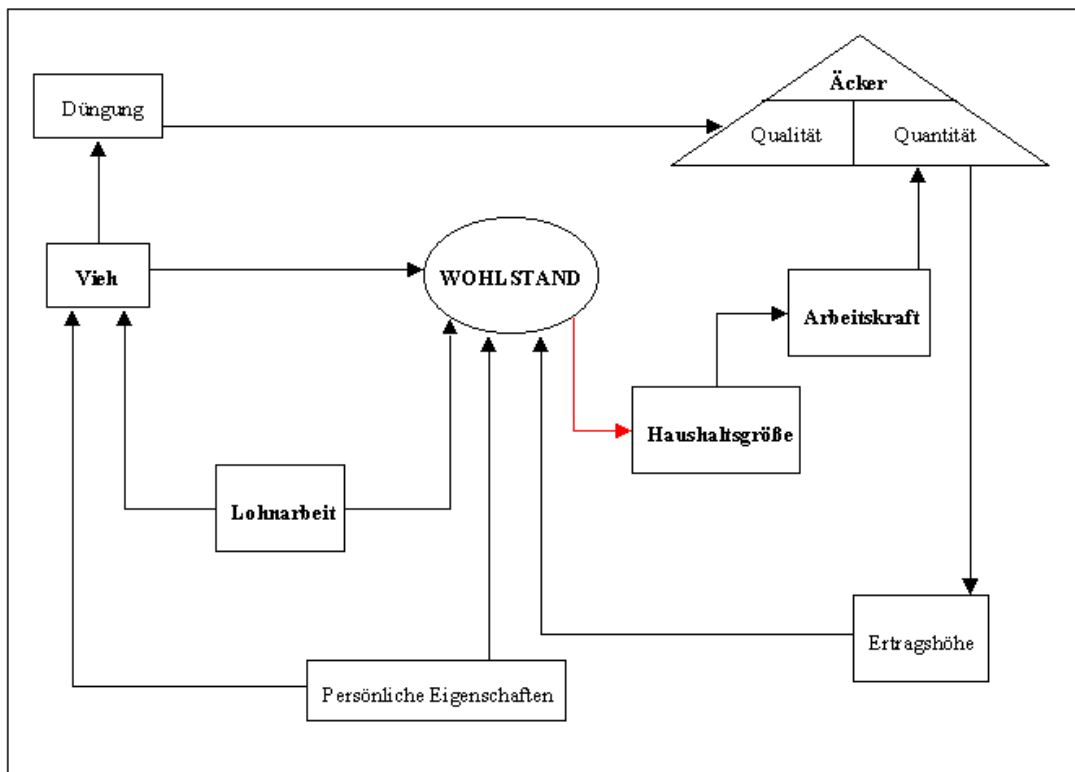 Äcker
Düngung
Qualität
Quantität
Vieh
WOHLSTAND
Arbeitskraft
Haushaltsgröße
Lohnarbeit
Ertragshöhe
Persönliche Eigenschaften